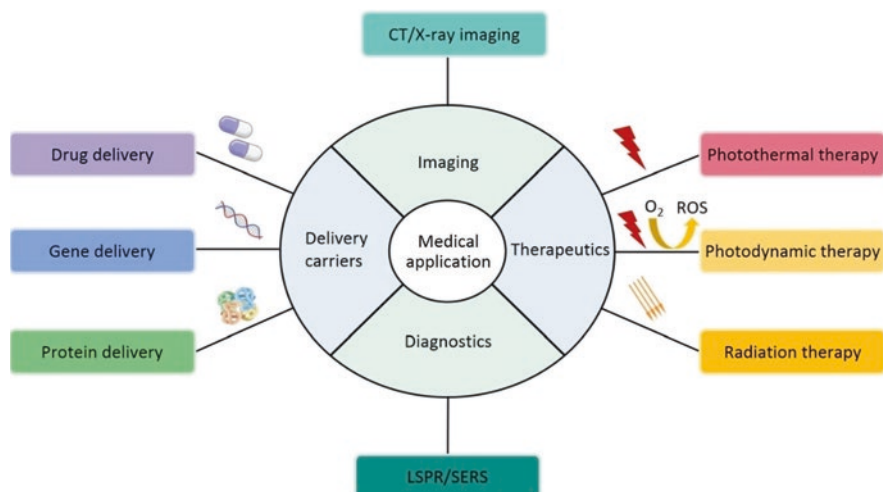 CT/X-ray imaging
Drug delivery
Imaging
Photothermal therapy
O₂ ROS
Gene delivery
Delivery
carriers
Medical
application
Therapeutics
Photodynamic therapy
Protein delivery
Diagnostics
Radiation therapy
LSPR/SERS